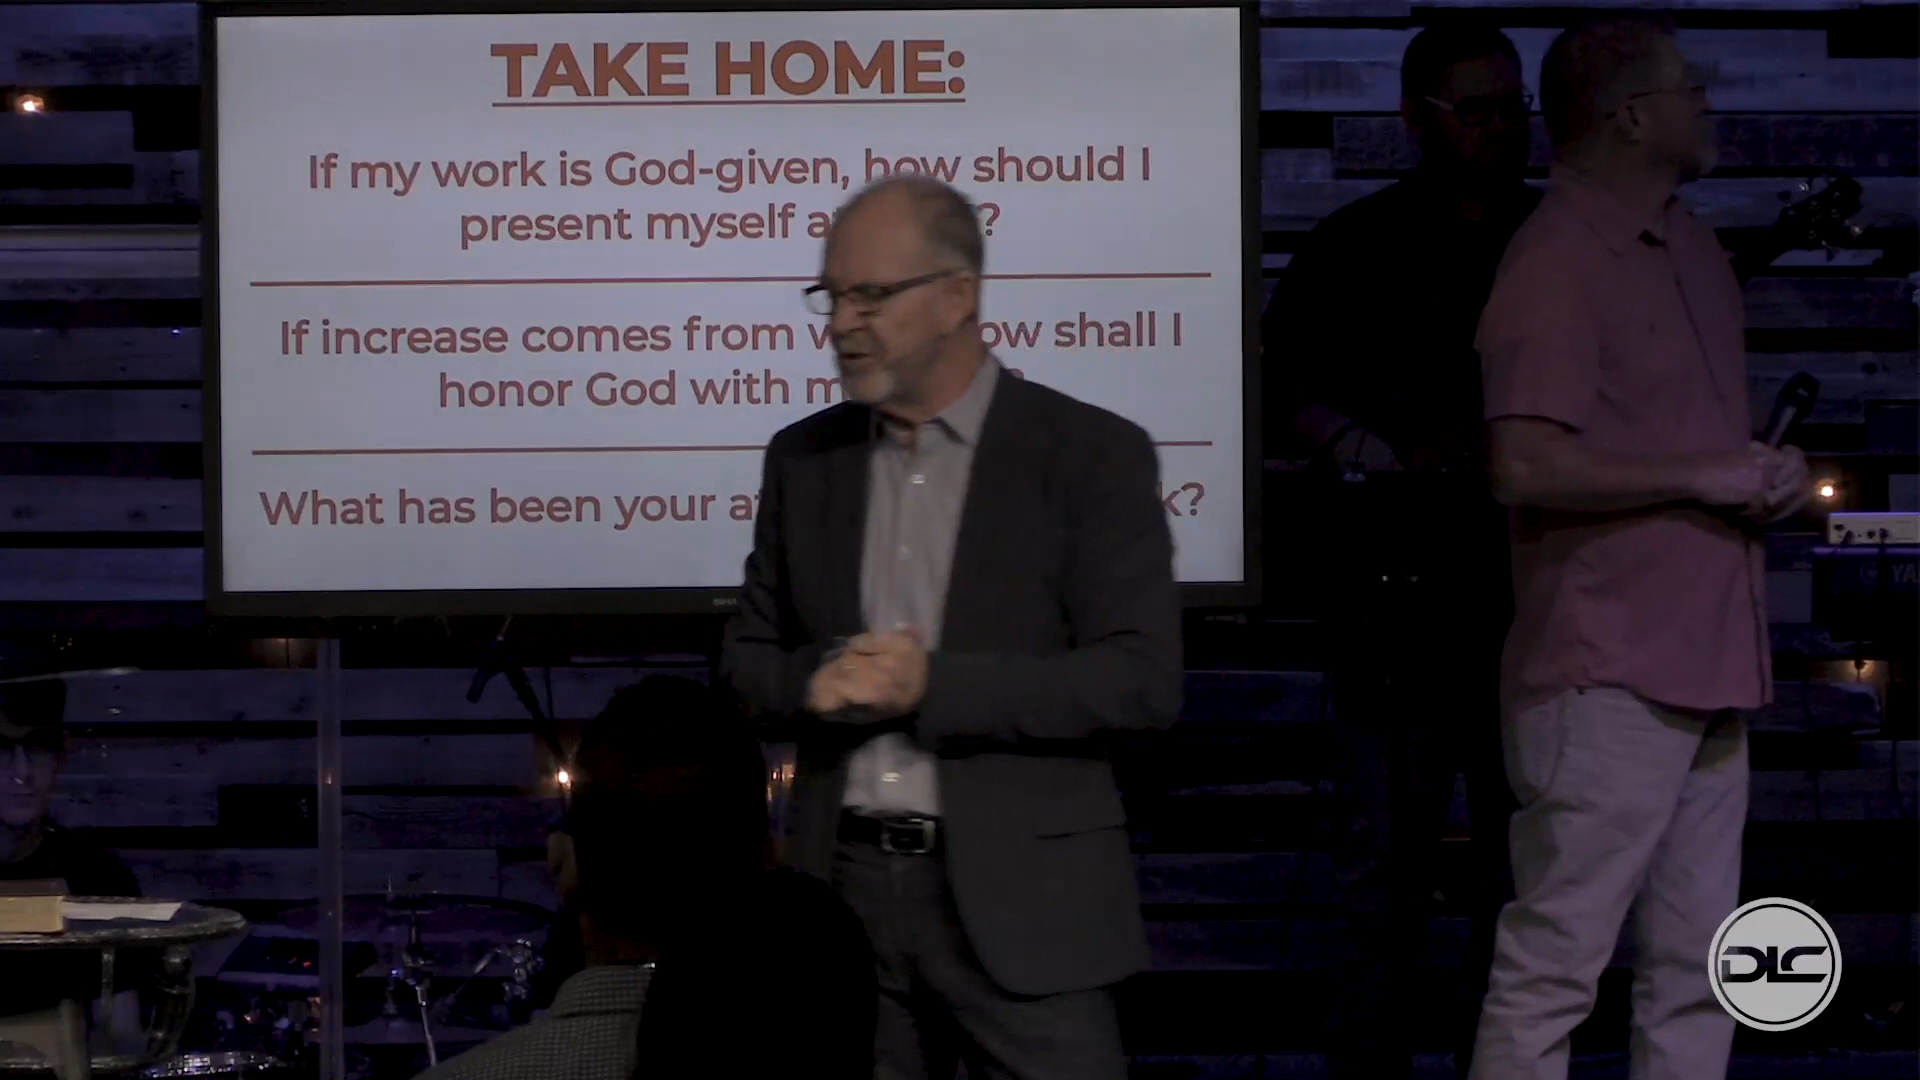 TAKE HOME:
If my work is God-given, how should I
present myself a ?
If increase comes from ow shall I
honor God with
What has been your k?
DLC
YA